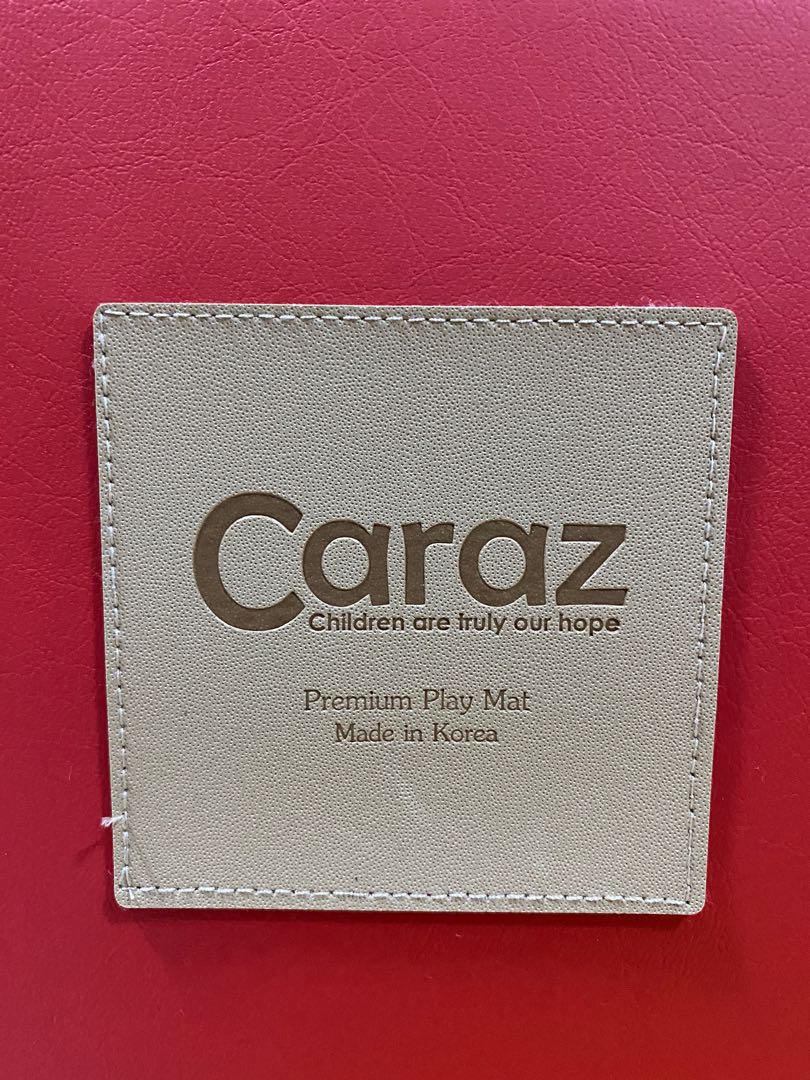 Caraz
Children are truly our hope
Premium Play Mat
Made in Korea